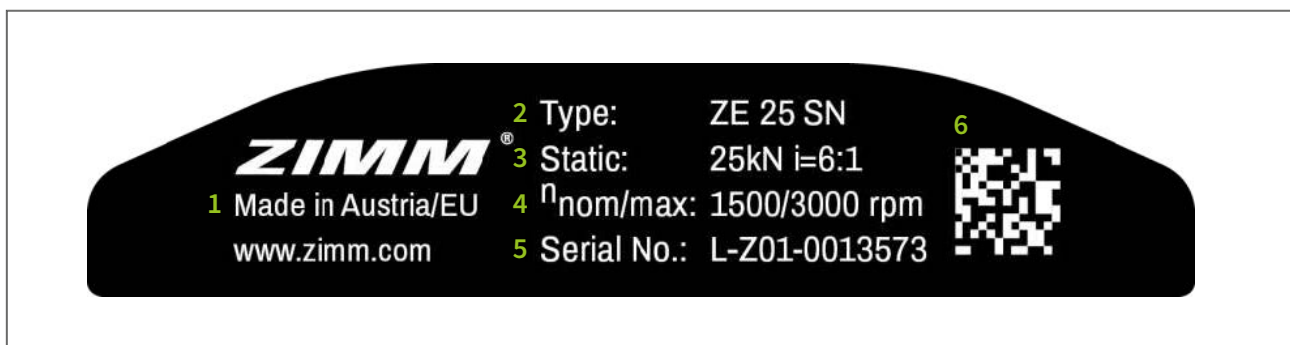 ZIMM®
1 Made in Austria/EU
www.zimm.com
2 Type: ZE 25 SN
3 Static: 25kN i=6:1
4 nnom/max: 1500/3000 rpm
5 Serial No.: L-Z01-0013573
6